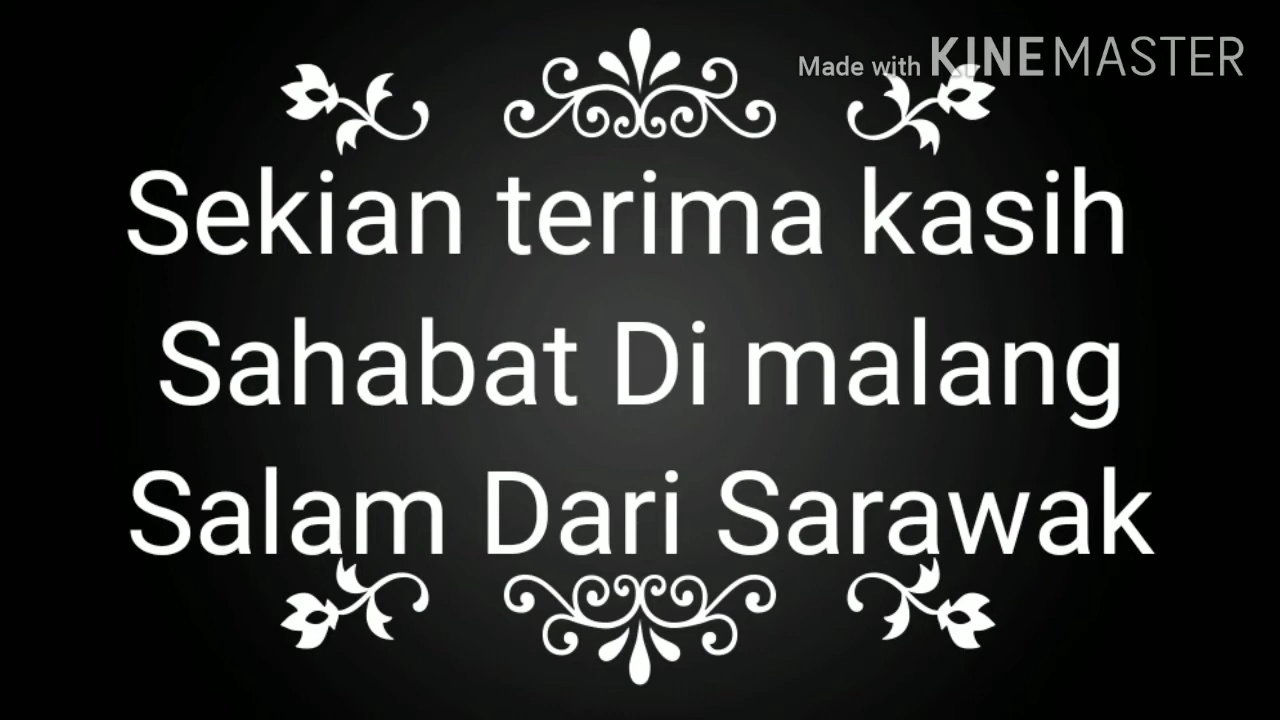 Made with KINEMASTER
Sekian terima kasih
Sahabat Di malang
Salam Dari Sarawak